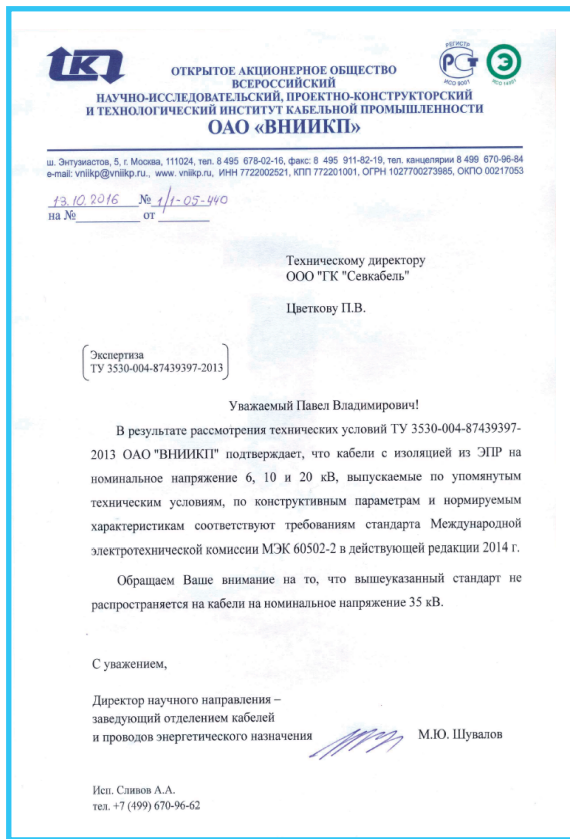 РЕГИСТР
РСТ
ИСО 9001
Э
ИСО 14001
ОТКРЫТОЕ АКЦИОНЕРНОЕ ОБЩЕСТВО
ВСЕРОССИЙСКИЙ
НАУЧНО-ИССЛЕДОВАТЕЛЬСКИЙ, ПРОЕКТНО-КОНСТРУКТОРСКИЙ
И ТЕХНОЛОГИЧЕСКИЙ ИНСТИТУТ КАБЕЛЬНОЙ ПРОМЫШЛЕННОСТИ
ОАО «ВНИИКП»
ш. Энтузиастов, 5, г. Москва, 111024, тел. 8 495 678-02-16, факс: 8 495 911-82-19, тел. канцелярии 8 499 670-96-84
e-mail: vniikp@vniikp.ru., www. vniikp.ru, ИНН 7722002521, КПП 772201001, ОГРН 1027700273985, ОКПО 00217053
13.10.2016 № 1/1-05-440
на №__________ от ________
Техническому директору
ООО "ГК "Севкабель"
Цветкову П.В.
Экспертиза
ТУ 3530-004-87439397-2013
Уважаемый Павел Владимирович!
В результате рассмотрения технических условий ТУ 3530-004-87439397-
2013 ОАО "ВНИИКП" подтверждает, что кабели с изоляцией из ЭПР на
номинальное напряжение 6, 10 и 20 кВ, выпускаемые по упомянутым
техническим условиям, по конструктивным параметрам и нормируемым
характеристикам соответствуют требованиям стандарта Международной
электротехнической комиссии МЭК 60502-2 в действующей редакции 2014 г.
Обращаем Ваше внимание на то, что вышеуказанный стандарт не
распространяется на кабели на номинальное напряжение 35 кВ.
С уважением,
Директор научного направления –
заведующий отделением кабелей
и проводов энергетического назначения М.Ю. Шувалов
Исп. Сливов А.А.
тел. +7 (499) 670-96-62